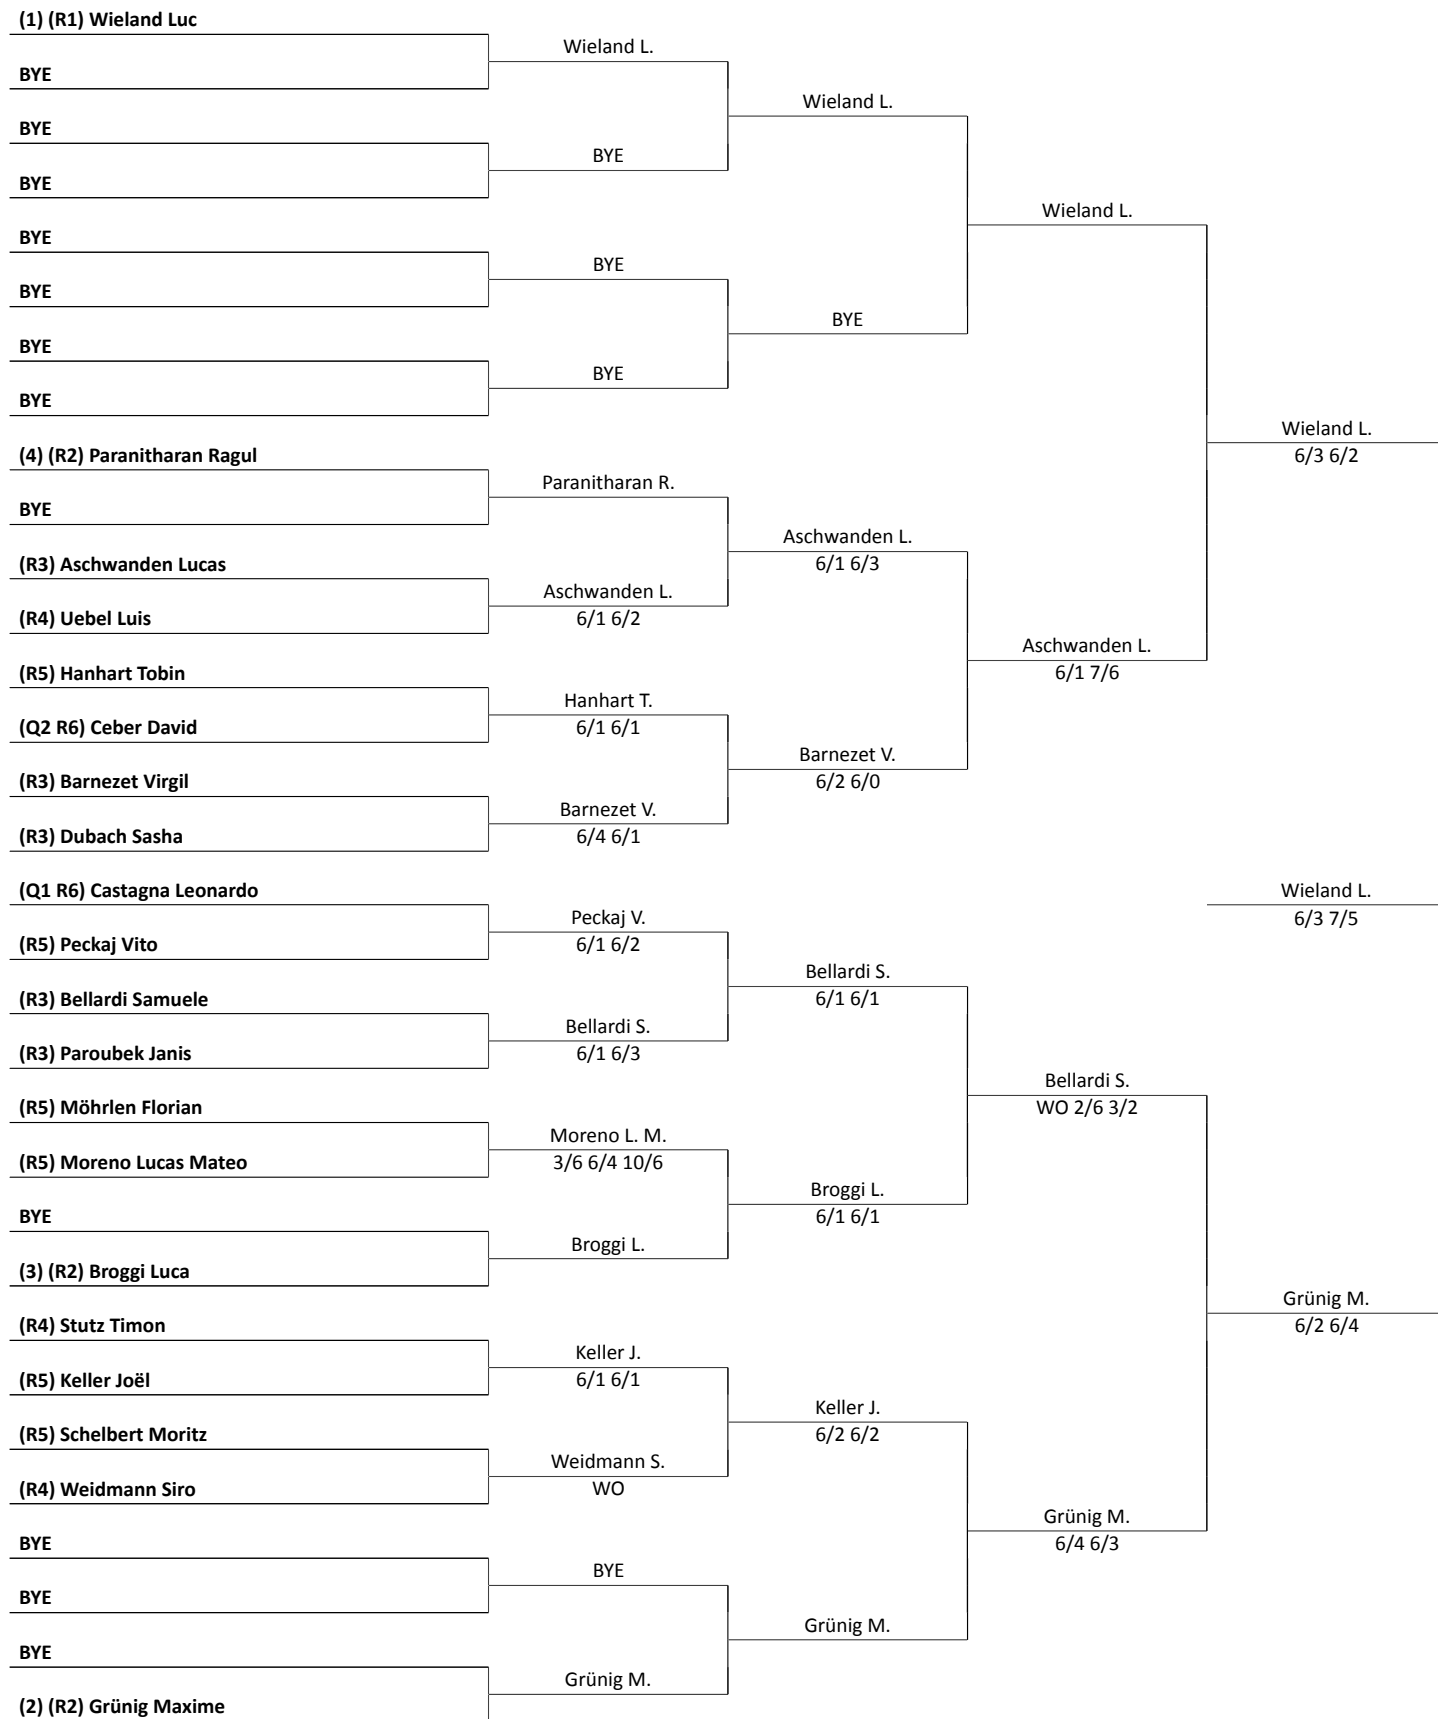 (1) (R1) Wieland Luc
BYE
BYE
BYE
BYE
BYE
BYE
BYE
(4) (R2) Paranitharan Ragul
BYE
(R3) Aschwanden Lucas
(R4) Uebel Luis
(R5) Hanhart Tobin
(Q2 R6) Ceber David
(R3) Barnezet Virgil
(R3) Dubach Sasha
(Q1 R6) Castagna Leonardo
(R5) Peckaj Vito
(R3) Bellardi Samuele
(R3) Paroubek Janis
(R5) Möhrlen Florian
(R5) Moreno Lucas Mateo
BYE
(3) (R2) Broggi Luca
(R4) Stutz Timon
(R5) Keller Joël
(R5) Schelbert Moritz
(R4) Weidmann Siro
BYE
BYE
BYE
(2) (R2) Grünig Maxime
Wieland L.
BYE
BYE
BYE
Paranitharan R.
Aschwanden L.
6/1 6/2
Hanhart T.
6/1 6/1
Barnezet V.
6/4 6/1
Peckaj V.
6/1 6/2
Bellardi S.
6/1 6/3
Moreno L. M.
3/6 6/4 10/6
Broggi L.
Keller J.
6/1 6/1
Weidmann S.
WO
BYE
Grünig M.
Wieland L.
BYE
Aschwanden L.
6/1 6/3
Barnezet V.
6/2 6/0
Bellardi S.
6/1 6/1
Broggi L.
6/1 6/1
Keller J.
6/2 6/2
Grünig M.
Wieland L.
Aschwanden L.
6/1 7/6
Bellardi S.
WO 2/6 3/2
Grünig M.
6/4 6/3
Wieland L.
6/3 6/2
Wieland L.
6/3 7/5
Grünig M.
6/2 6/4